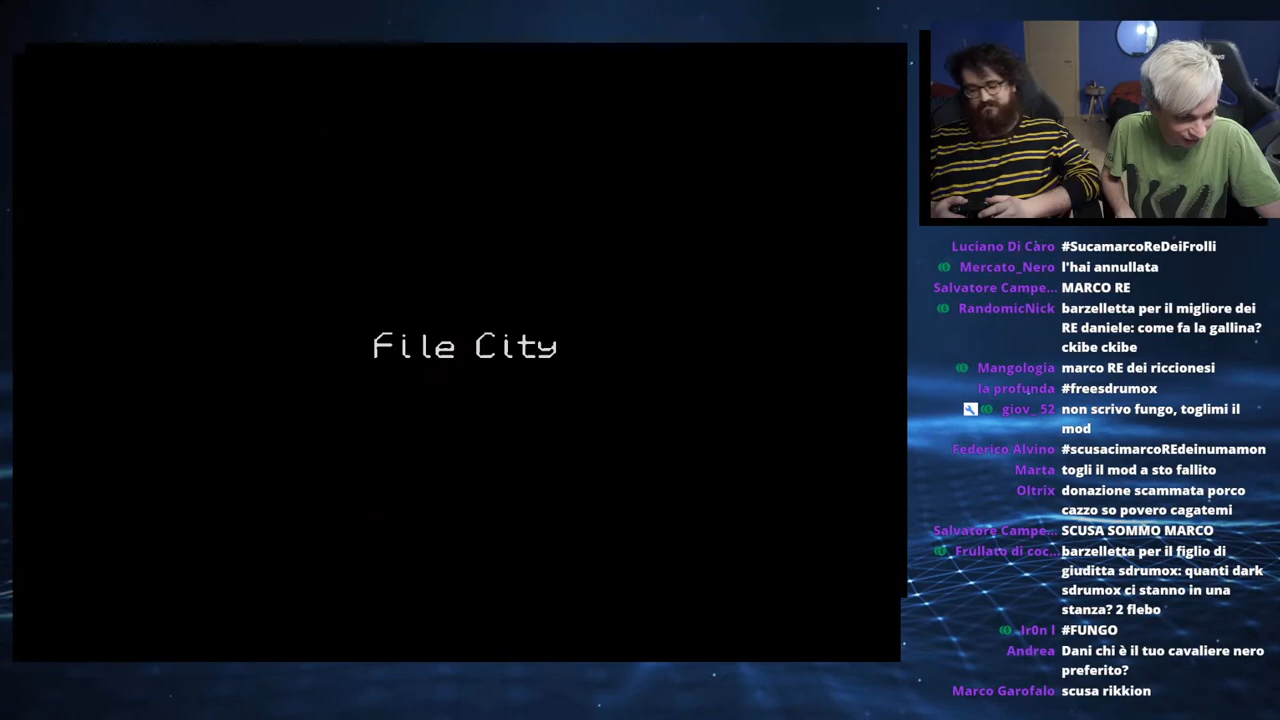 File City
Luciano Di Caro #SucamarcoReDeiFrolli
Mercato_Nero l'hai annullata
Salvatore Campe... MARCO RE
RandomicNick barzelletta per il migliore dei
RE daniele: come fa la gallina?
ckibe ckibe
Mangologia marco RE dei riccionesi
la profunda #freesdrumox
giov_ 52 non scrivo fungo, toglimi il
mod
Federico Alvino #scusacimarcoREdeinumamon
Marta togli il mod a sto fallito
Oltrix donazione scammata porco
cazzo so povero cagatemi
Salvatore Campe... SCUSA SOMMO MARCO
Frullato di coc... barzelletta per il figlio di
giuditta sdrumox: quanti dark
sdrumox ci stanno in una
stanza? 2 flebo
Ir0n l #FUNGO
Andrea Dani chi è il tuo cavaliere nero
preferito?
Marco Garofalo scusa rikkion